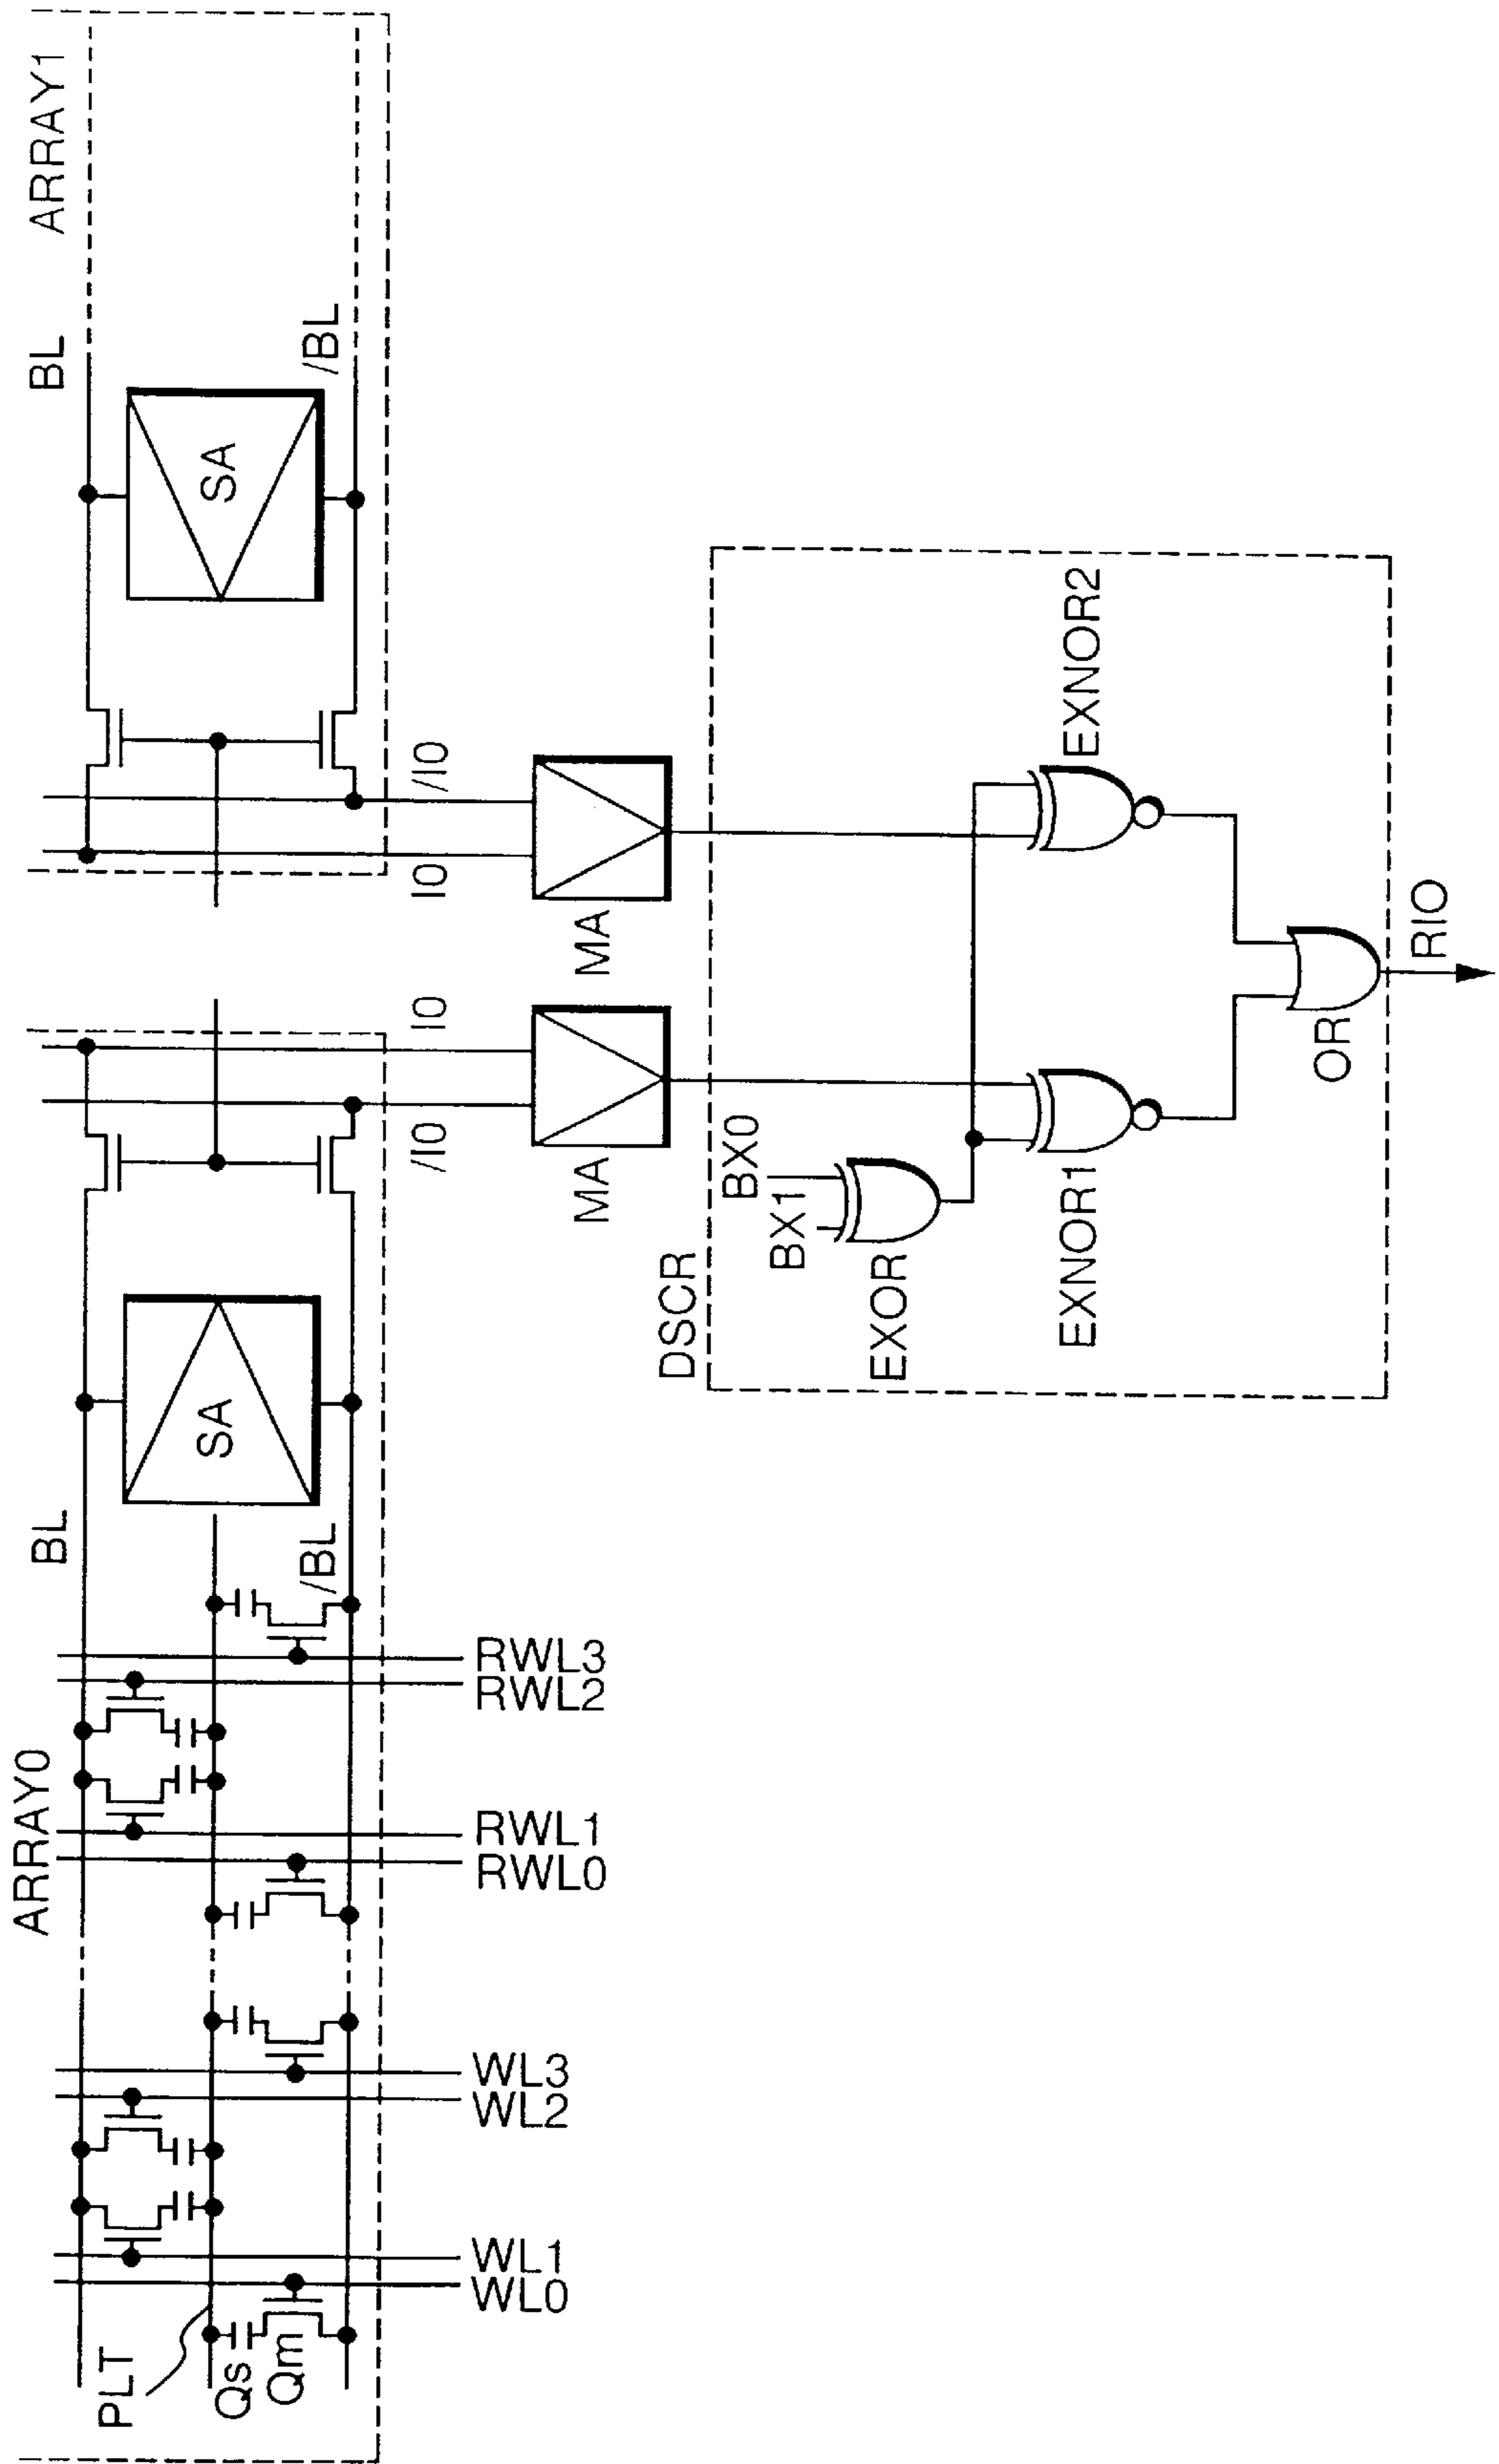 ARRAY0
ARRAY1
BL
BL
PLT
Qs
Qm
SA
SA
/BL
/BL
WL0
WL1
WL2
WL3
RWL0
RWL1
RWL2
RWL3
/IO
IO
IO
/IO
MA
MA
DSCR
BX1
BX0
EXOR
EXNOR1
EXNOR2
OR
RIO